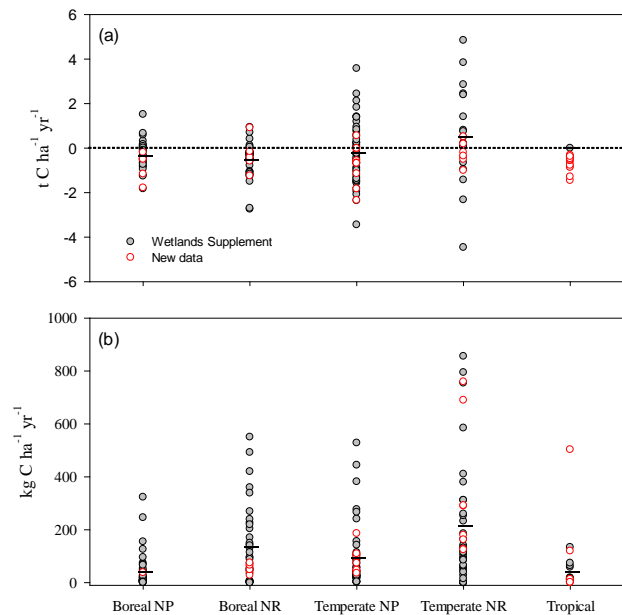 (a)
6
4
2
0
-2
-4
-6
t C ha⁻¹ yr⁻¹
Wetlands Supplement
New data
(b)
1000
800
600
400
200
0
kg C ha⁻¹ yr⁻¹
Boreal NP Boreal NR Temperate NP Temperate NR Tropical